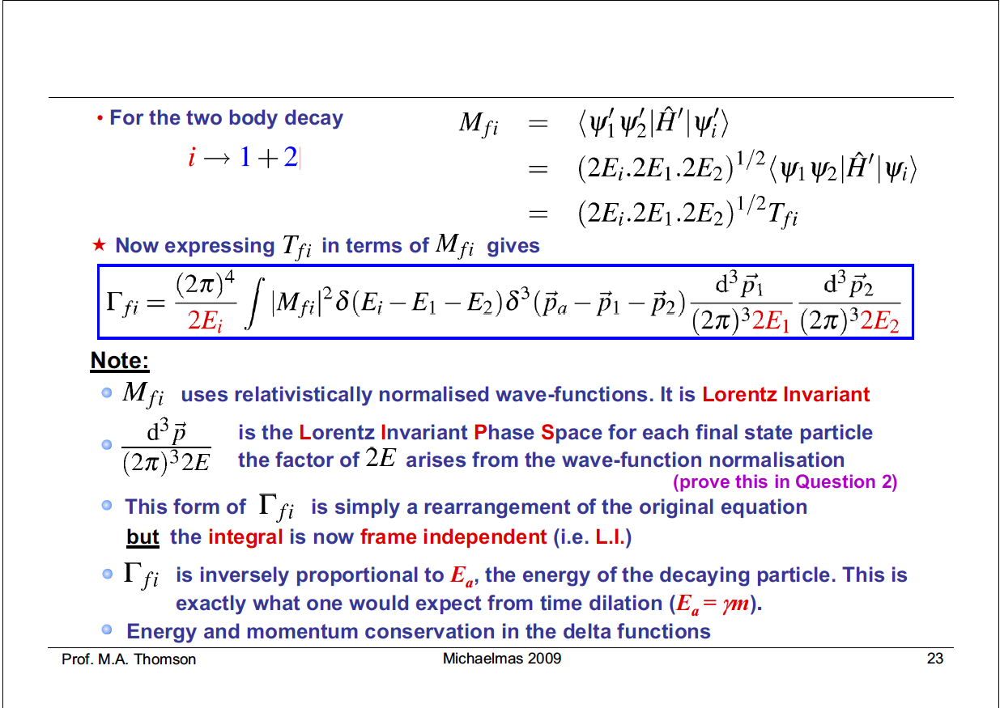 • For the two body decay
$M_{fi} = \langle \psi'_1 \psi'_2 | \hat{H}' | \psi'_i \rangle$
$i \rightarrow 1 + 2$
$= (2E_i.2E_1.2E_2)^{1/2} \langle \psi_1 \psi_2 | \hat{H}' | \psi_i \rangle$
$= (2E_i.2E_1.2E_2)^{1/2} T_{fi}$
★ Now expressing $T_{fi}$ in terms of $M_{fi}$ gives
$\Gamma_{fi} = \frac{(2\pi)^4}{2E_i} \int |M_{fi}|^2 \delta(E_i - E_1 - E_2) \delta^3(\vec{p}_a - \vec{p}_1 - \vec{p}_2) \frac{\mathrm{d}^3\vec{p}_1}{(2\pi)^3 2E_1} \frac{\mathrm{d}^3\vec{p}_2}{(2\pi)^3 2E_2}$
Note:
$M_{fi}$ uses relativistically normalised wave-functions. It is Lorentz Invariant
$\frac{\mathrm{d}^3\vec{p}}{(2\pi)^3 2E}$ is the Lorentz Invariant Phase Space for each final state particle
the factor of $2E$ arises from the wave-function normalisation
(prove this in Question 2)
This form of $\Gamma_{fi}$ is simply a rearrangement of the original equation
but the integral is now frame independent (i.e. L.I.)
$\Gamma_{fi}$ is inversely proportional to $E_a$, the energy of the decaying particle. This is
exactly what one would expect from time dilation ($E_a = \gamma m$).
Energy and momentum conservation in the delta functions
Prof. M.A. Thomson
Michaelmas 2009
23